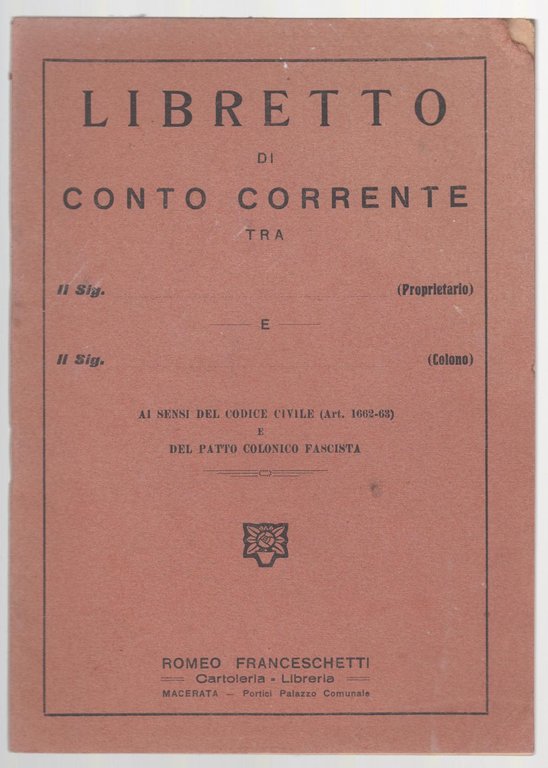 LIBRETTO
DI
CONTO CORRENTE
TRA
Il Sig. (Proprietario)
E
Il Sig. (Colono)
AI SENSI DEL CODICE CIVILE (Art. 1662-63)
E
DEL PATTO COLONICO FASCISTA
ROMEO FRANCESCHETTI
Cartoleria - Libreria
MACERATA — Portici Palazzo Comunale